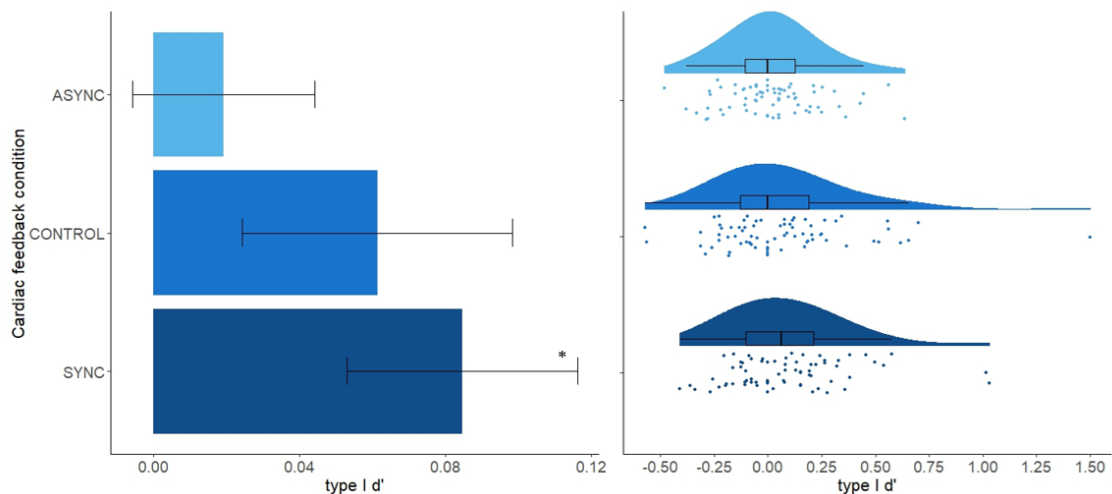 Cardiac feedback condition
ASYNC
CONTROL
SYNC
*
0.00 0.04 0.08 0.12
type I d'
-0.50 -0.25 0.00 0.25 0.50 0.75 1.00 1.25 1.50
type I d'